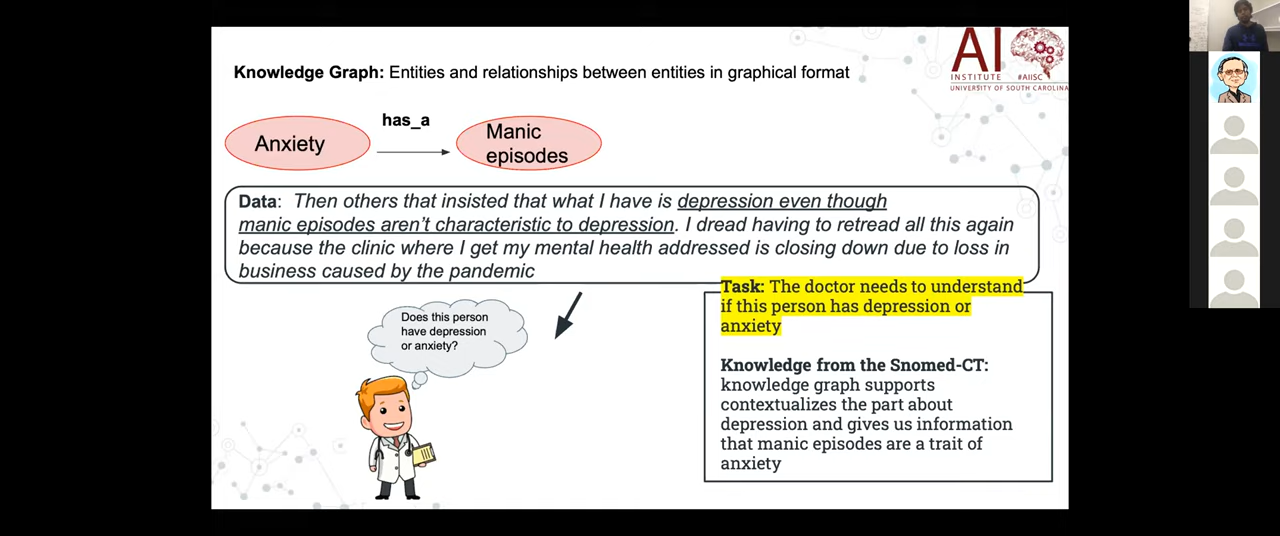 AI
INSTITUTE #AIISC
UNIVERSITY OF SOUTH CAROLINA
Knowledge Graph: Entities and relationships between entities in graphical format
Anxiety
has_a
Manic
episodes
Data: Then others that insisted that what I have is depression even though
manic episodes aren't characteristic to depression. I dread having to retread all this again
because the clinic where I get my mental health addressed is closing down due to loss in
business caused by the pandemic
Does this person
have depression
or anxiety?
Task: The doctor needs to understand
if this person has depression or
anxiety
Knowledge from the Snomed-CT:
knowledge graph supports
contextualizes the part about
depression and gives us information
that manic episodes are a trait of
anxiety